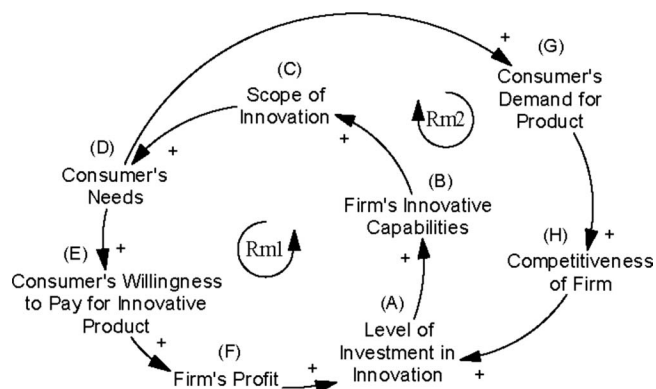 +
(G)
Consumer's
Demand for
Product
(C)
Scope of
Innovation
Rm2
+
+
(D)
Consumer's
Needs
(B)
Firm's Innovative
Capabilities
+
(E)
Consumer's Willingness
to Pay for Innovative
Product
Rm1
+
+
(H)
Competitiveness
of Firm
(A)
Level of
Investment in
Innovation
+
(F)
Firm's Profit
+
+